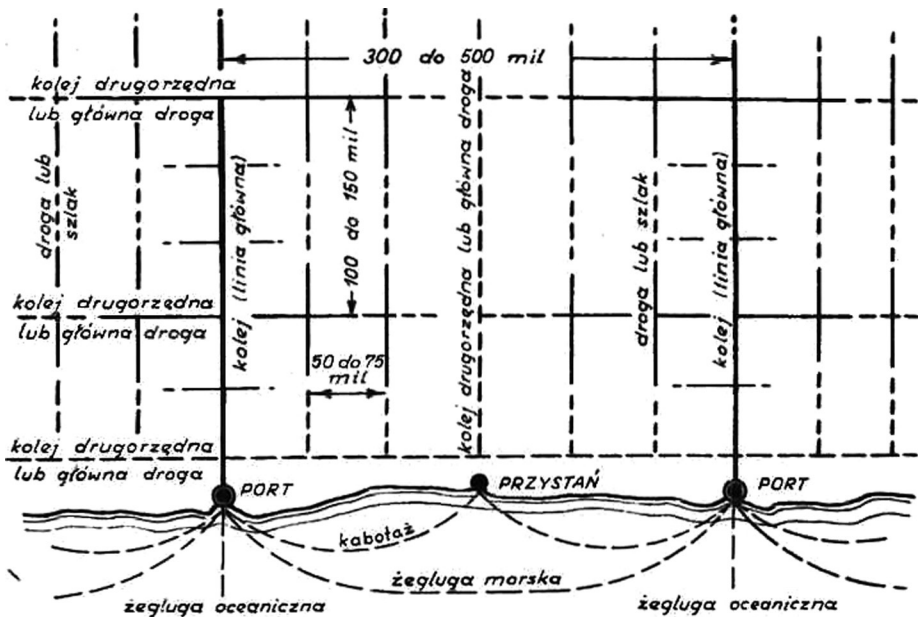 300 do 500 mil
kolej drugorzędna
lub główna droga
droga lub
szlak
kolej (linia główna)
100 do 150 mil
kolej drugorzędna lub główna droga
droga lub szlak
kolej (linia główna)
kolej drugorzędna
lub główna droga
50 do 75
mil
kolej drugorzędna
lub główna droga
PORT
PRZYSTAŃ
PORT
kabotaż
żegluga morska
żegluga oceaniczna
żegluga oceaniczna